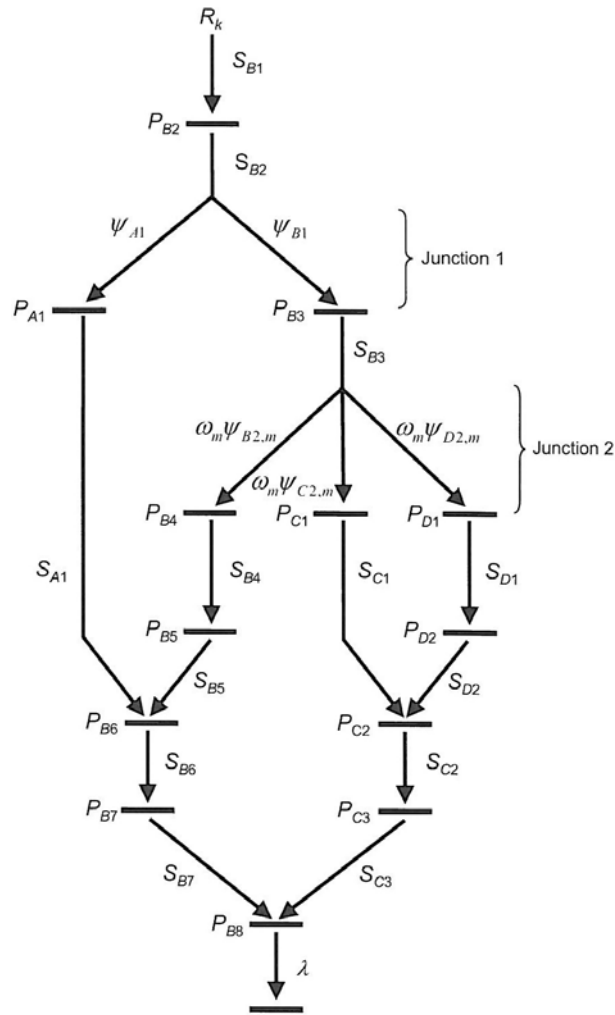 R_k
S_B1
P_B2
S_B2
ψ_A1 ψ_B1
Junction 1
P_A1 P_B3
S_B3
ω_m ψ_B2,m ω_m ψ_D2,m
Junction 2
ω_m ψ_C2,m
P_B4 P_C1 P_D1
S_A1 S_B4 S_C1 S_D1
P_B5 P_D2
S_B5 S_D2
P_B6 P_C2
S_B6 S_C2
P_B7 P_C3
S_B7 S_C3
P_B8
λ